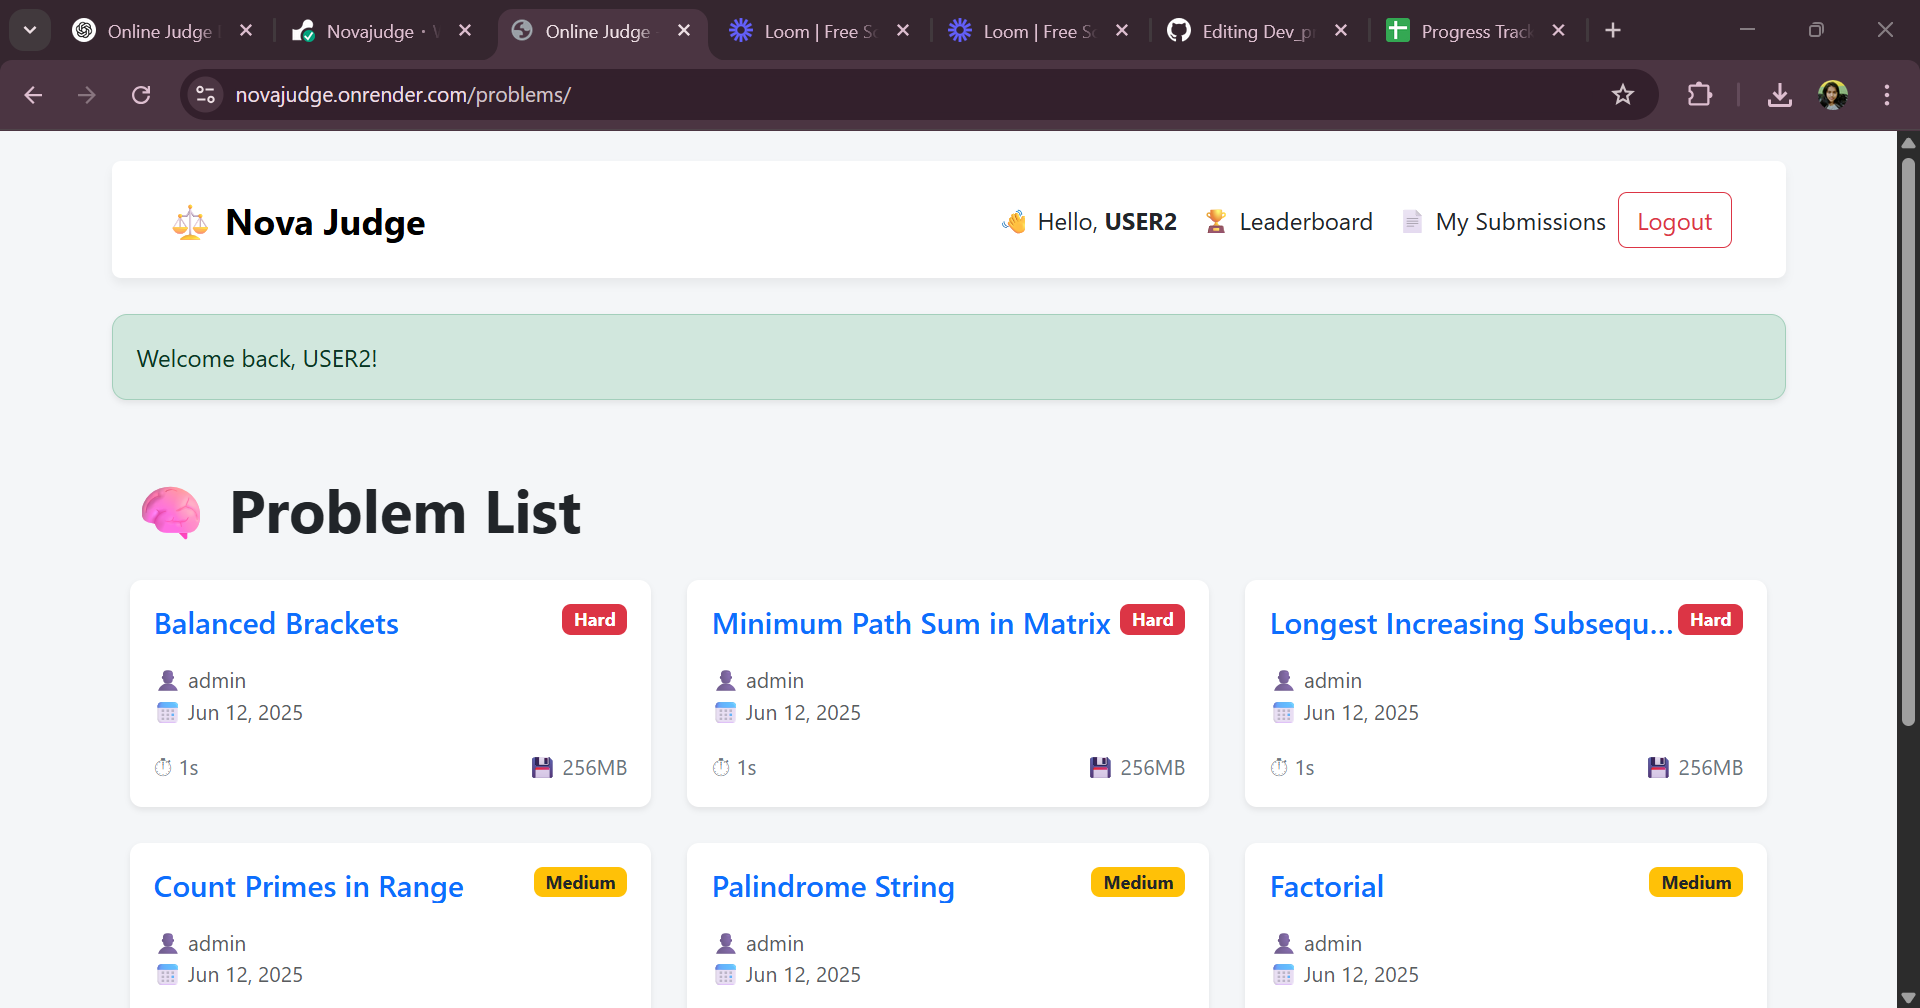 Online Judge
Novajudge · W
Online Judge
Loom | Free Sc
Loom | Free Sc
Editing Dev_p
Progress Track
novajudge.onrender.com/problems/
Nova Judge
Hello, USER2
Leaderboard
My Submissions
Logout
Welcome back, USER2!
Problem List
Balanced Brackets
Hard
Minimum Path Sum in Matrix
Hard
Longest Increasing Subsequ...
Hard
admin
admin
admin
Jun 12, 2025
Jun 12, 2025
Jun 12, 2025
1s
256MB
1s
256MB
1s
256MB
Count Primes in Range
Medium
Palindrome String
Medium
Factorial
Medium
admin
admin
admin
Jun 12, 2025
Jun 12, 2025
Jun 12, 2025